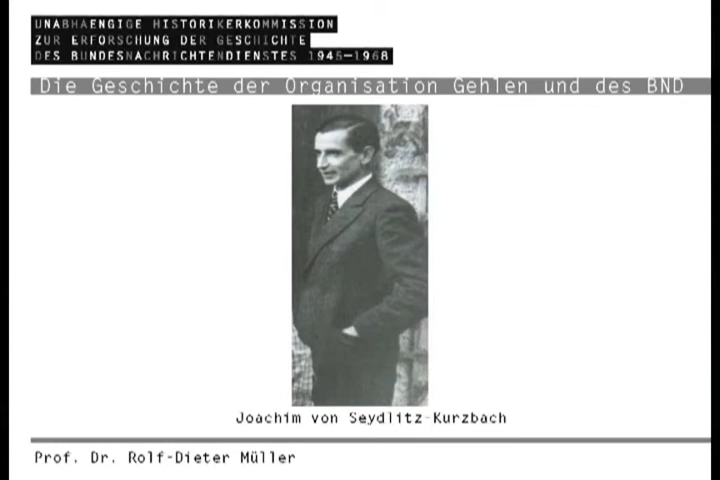 UNABHAENGIGE HISTORIKERKOMMISSION
ZUR ERFORSCHUNG DER GESCHICHTE
DES BUNDESNACHRICHTENDIENSTES 1945–1968
Die Geschichte der Organisation Gehlen und des BND
Joachim von Seydlitz-Kurzbach
Prof. Dr. Rolf-Dieter Müller